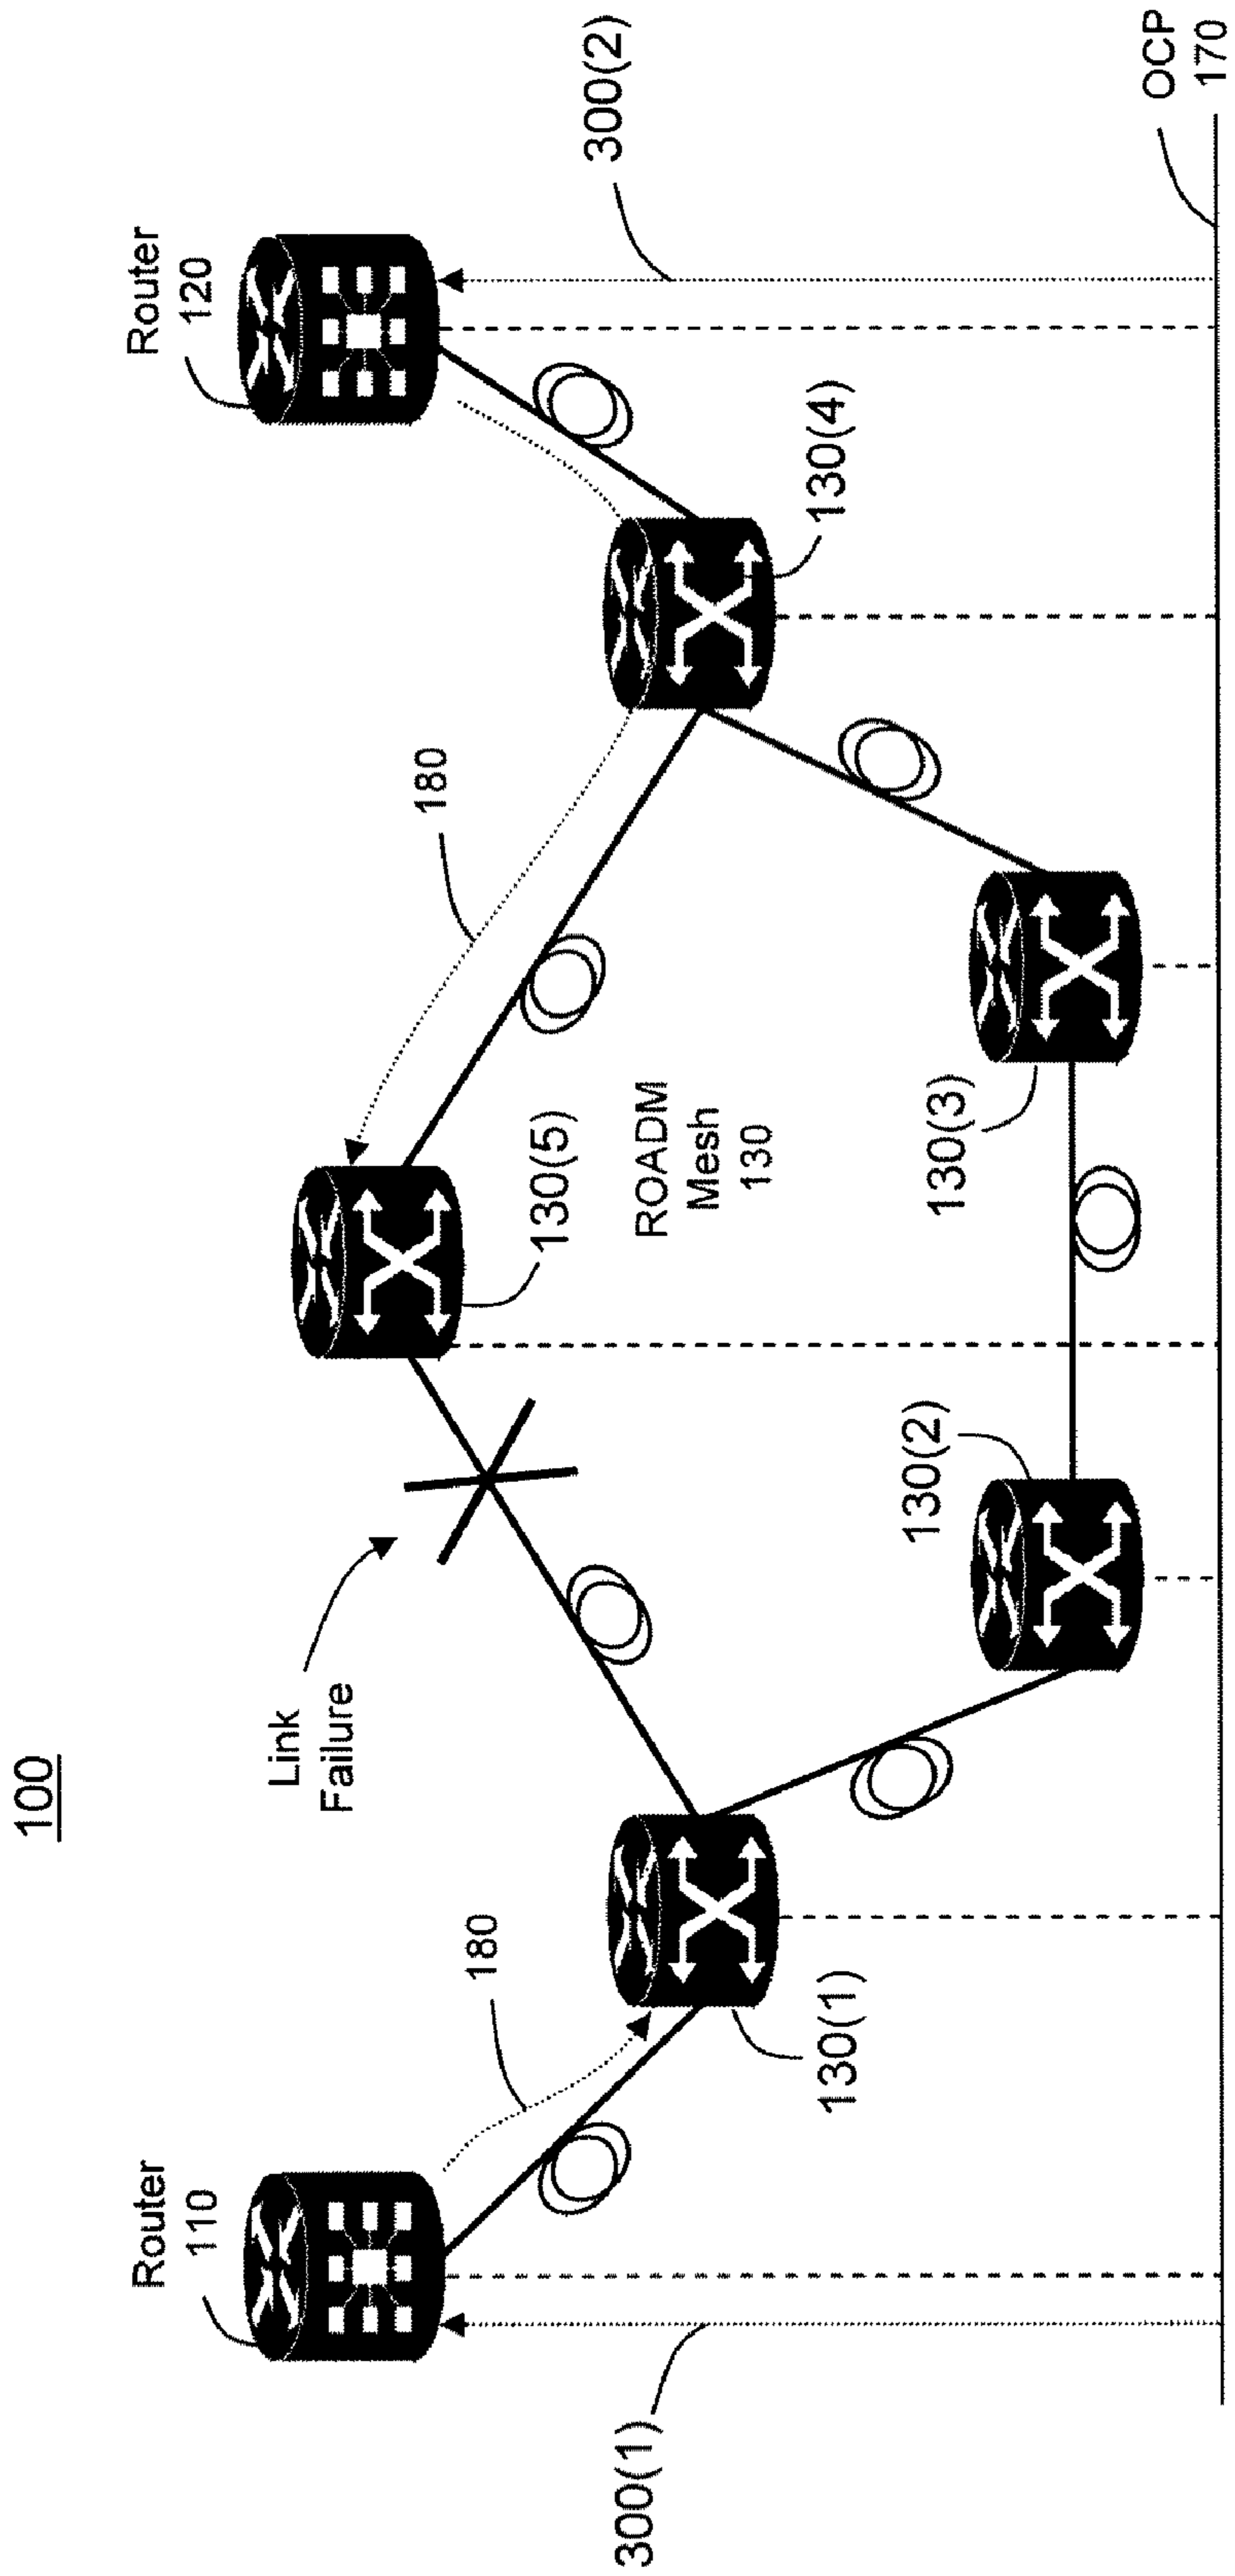 100
Router
110
Router
120
Link
Failure
180
180
300(1)
300(2)
130(1)
130(2)
130(3)
130(4)
130(5)
ROADM
Mesh
130
OCP
170